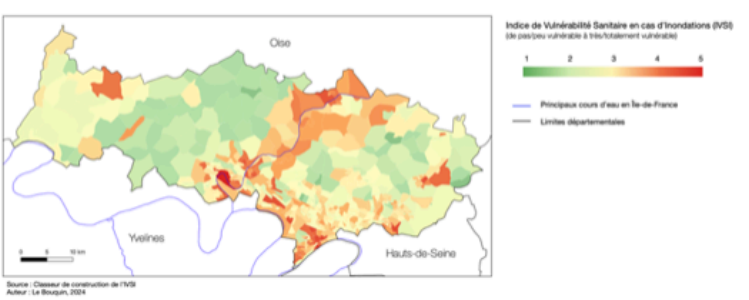 Indice de Vulnérabilité Sanitaire en cas d'Inondations (IVSI)
(de pas/peu vulnérable à très/totalement vulnérable)
1 2 3 4 5
Principaux cours d'eau en Île-de-France
Limites départementales
Oise
Yvelines
Hauts-de-Seine
0 5 10 km
Source : Classeur de construction de l'IVSI
Auteur : Le Bouquin, 2024